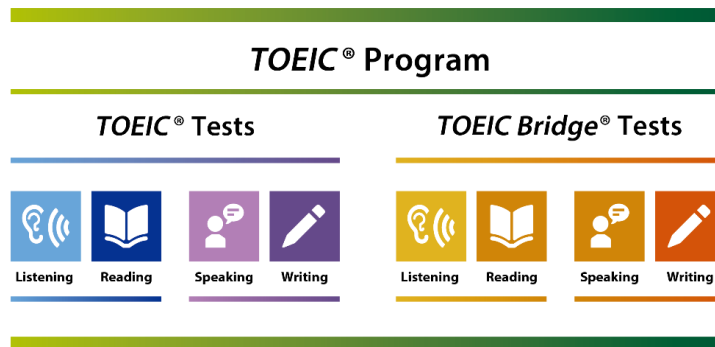 TOEIC® Program
TOEIC® Tests
Listening Reading Speaking Writing
TOEIC Bridge® Tests
Listening Reading Speaking Writing